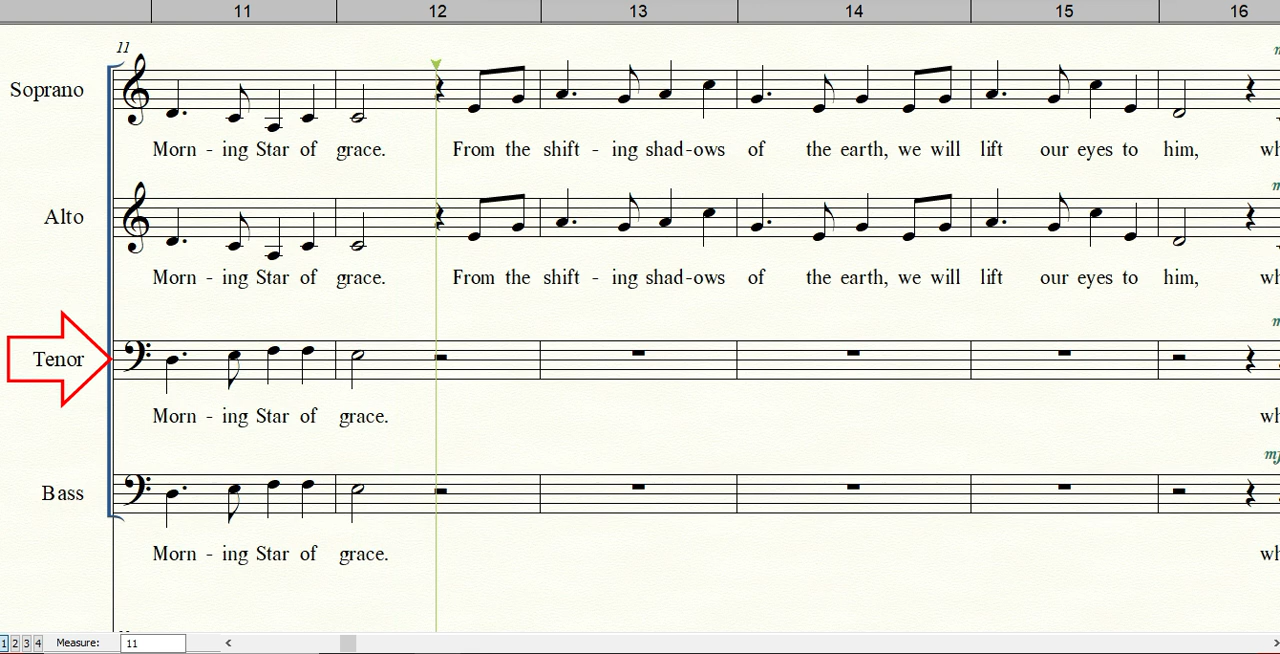 11 12 13 14 15 16
11
Soprano
Morn - ing Star of grace. From the shift - ing shad-ows of the earth, we will lift our eyes to him,
Alto
Morn - ing Star of grace. From the shift - ing shad-ows of the earth, we will lift our eyes to him,
Tenor
Morn - ing Star of grace.
Bass
mf
Morn - ing Star of grace.
1 2 3 4 Measure: 11